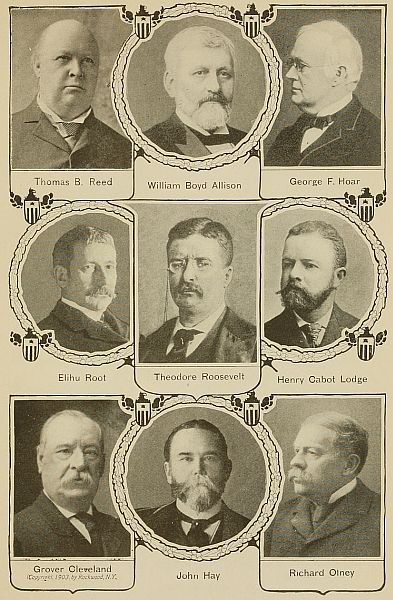 Thomas B. Reed
William Boyd Allison
George F. Hoar
Elihu Root
Theodore Roosevelt
Henry Cabot Lodge
Grover Cleveland
(Copyright, 1903, by Rockwood, N.Y.)
John Hay
Richard Olney